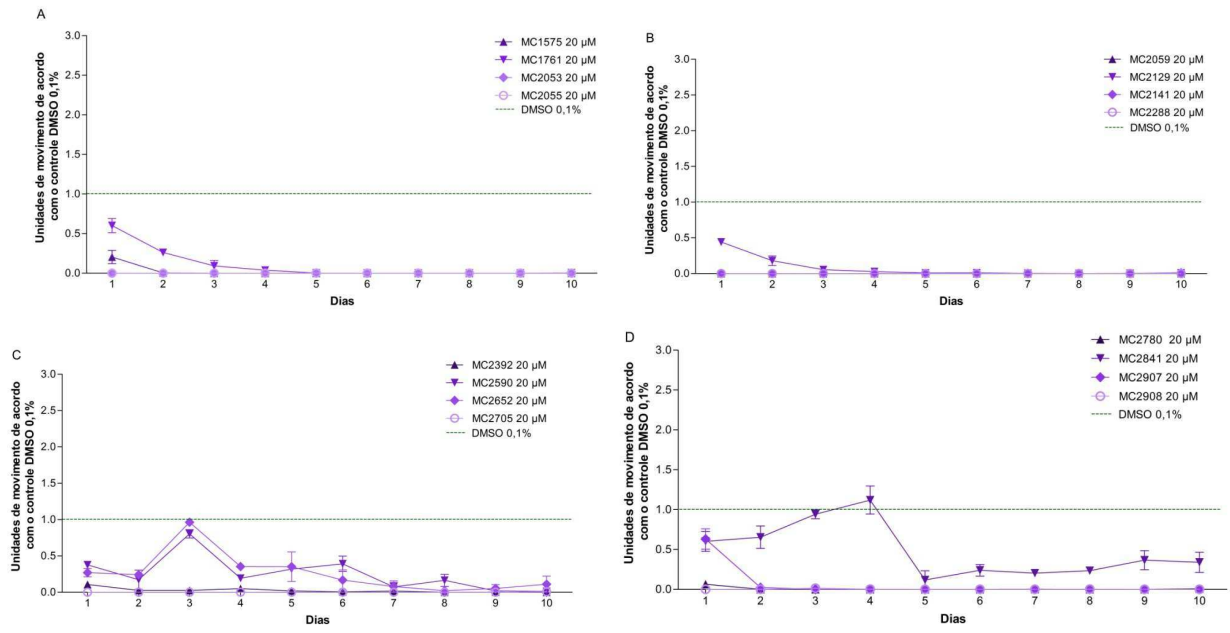 A
MC1575 20 µM
MC1761 20 µM
MC2053 20 µM
MC2055 20 µM
DMSO 0,1%
Unidades de movimento de acordo
com o controle DMSO 0,1%
3.0
2.5
2.0
1.5
1.0
0.5
0.0
1 2 3 4 5 6 7 8 9 10
Dias
B
MC2059 20 µM
MC2129 20 µM
MC2141 20 µM
MC2288 20 µM
DMSO 0,1%
Unidades de movimento de acordo
com o controle DMSO 0,1%
3.0
2.5
2.0
1.5
1.0
0.5
0.0
1 2 3 4 5 6 7 8 9 10
Dias
C
MC2392 20 µM
MC2590 20 µM
MC2652 20 µM
MC2705 20 µM
DMSO 0,1%
Unidades de movimento de acordo
com o controle DMSO 0,1%
3.0
2.5
2.0
1.5
1.0
0.5
0.0
1 2 3 4 5 6 7 8 9 10
Dias
D
MC2780 20 µM
MC2841 20 µM
MC2907 20 µM
MC2908 20 µM
DMSO 0,1%
Unidades de movimento de acordo
com o controle DMSO 0,1%
3.0
2.5
2.0
1.5
1.0
0.5
0.0
1 2 3 4 5 6 7 8 9 10
Dias